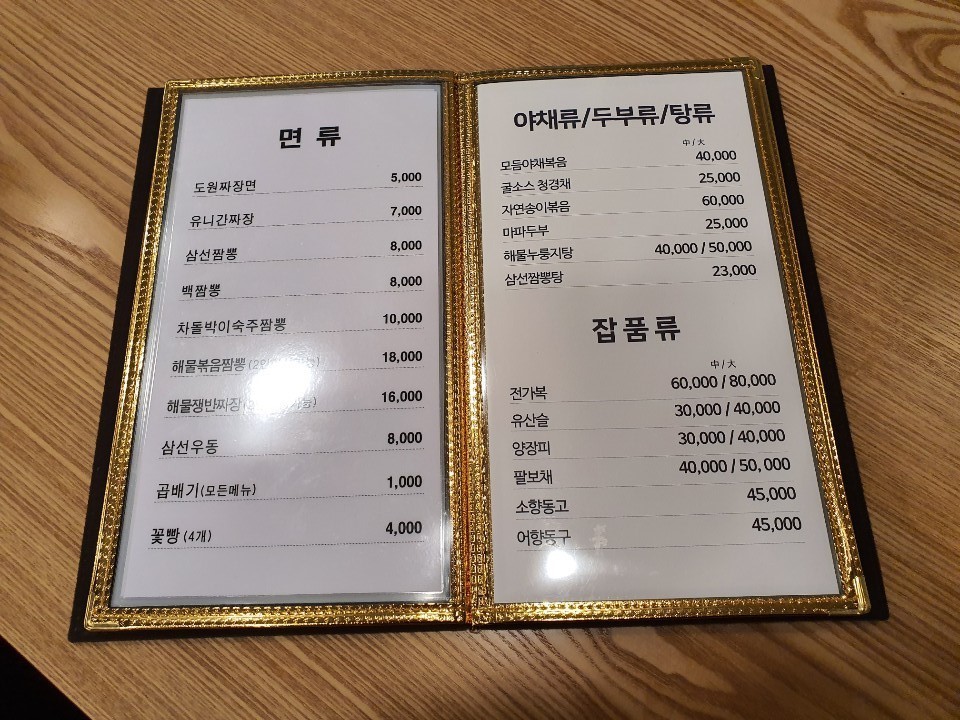 면 류
도원짜장면 5,000
유니간짜장 7,000
삼선짬뽕 8,000
백짬뽕 8,000
차돌박이숙주짬뽕 10,000
해물볶음짬뽕 18,000
해물쟁반짜장 16,000
삼선우동 8,000
곱배기(모든메뉴) 1,000
꽃빵 (4개) 4,000
야채류/두부류/탕류
中 / 大
모듬야채볶음 40,000
굴소스 청경채 25,000
자연송이볶음 60,000
마파두부 25,000
해물누룽지탕 40,000 / 50,000
삼선짬뽕탕 23,000
잡 품 류
中 / 大
전가복 60,000 / 80,000
유산슬 30,000 / 40,000
양장피 30,000 / 40,000
팔보채 40,000 / 50,000
소향동고 45,000
어향동구 45,000